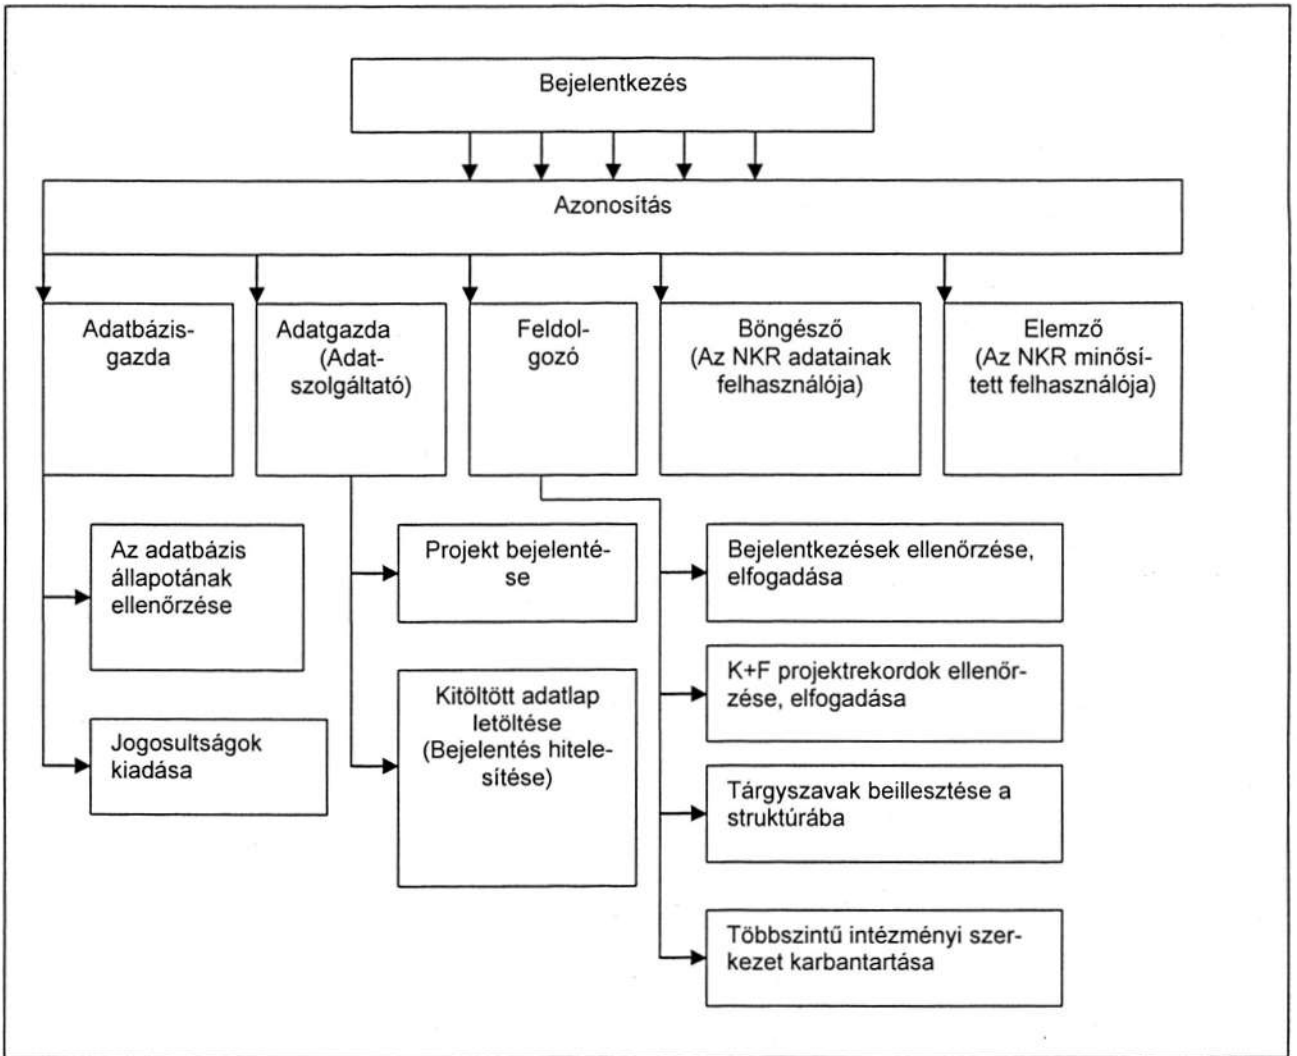 Bejelentkezés
Azonosítás
Adatbázis-
gazda
Adatgazda
(Adat-
szolgáltató)
Feldol-
gozó
Böngésző
(Az NKR adatainak
felhasználója)
Elemző
(Az NKR minősí-
tett felhasználója)
Az adatbázis
állapotának
ellenőrzése
Jogosultságok
kiadása
Projekt bejelenté-
se
Kitöltött adatlap
letöltése
(Bejelentés hitele-
sítése)
Bejelentkezések ellenőrzése,
elfogadása
K+F projektrekordok ellenőr-
zése, elfogadása
Tárgyszavak beillesztése a
struktúrába
Többszintű intézményi szer-
kezet karbantartása